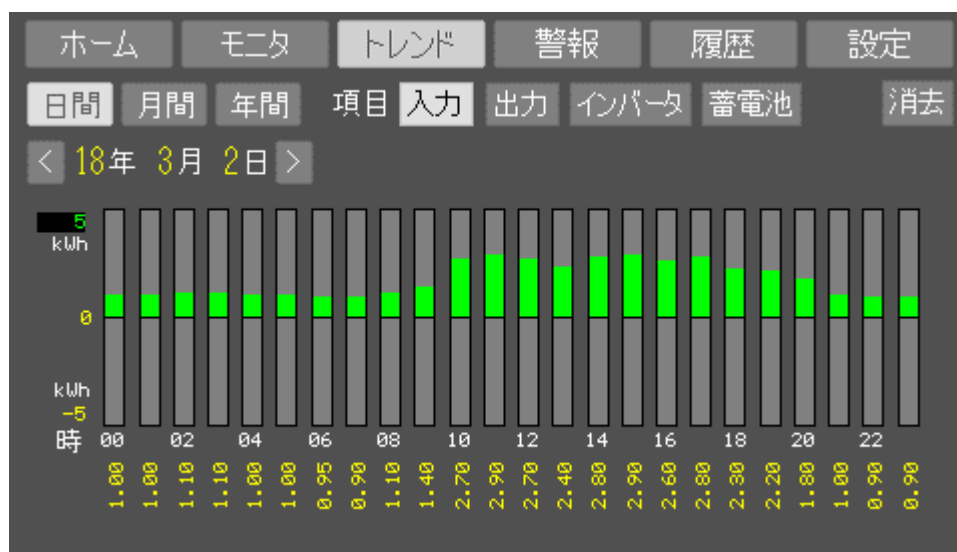 ホーム モニタ トレンド 警報 履歴 設定
日間 月間 年間 項目 入力 出力 インバータ 蓄電池 消去
< 18年 3月 2日 >
5
kWh
0
kWh
-5
時 00 02 04 06 08 10 12 14 16 18 20 22
1.00 1.00 1.10 1.10 1.00 1.00 0.95 0.90 1.10 1.40 2.70 2.90 2.70 2.40 2.80 2.90 2.60 2.80 2.30 2.20 1.80 1.00 0.90 0.90